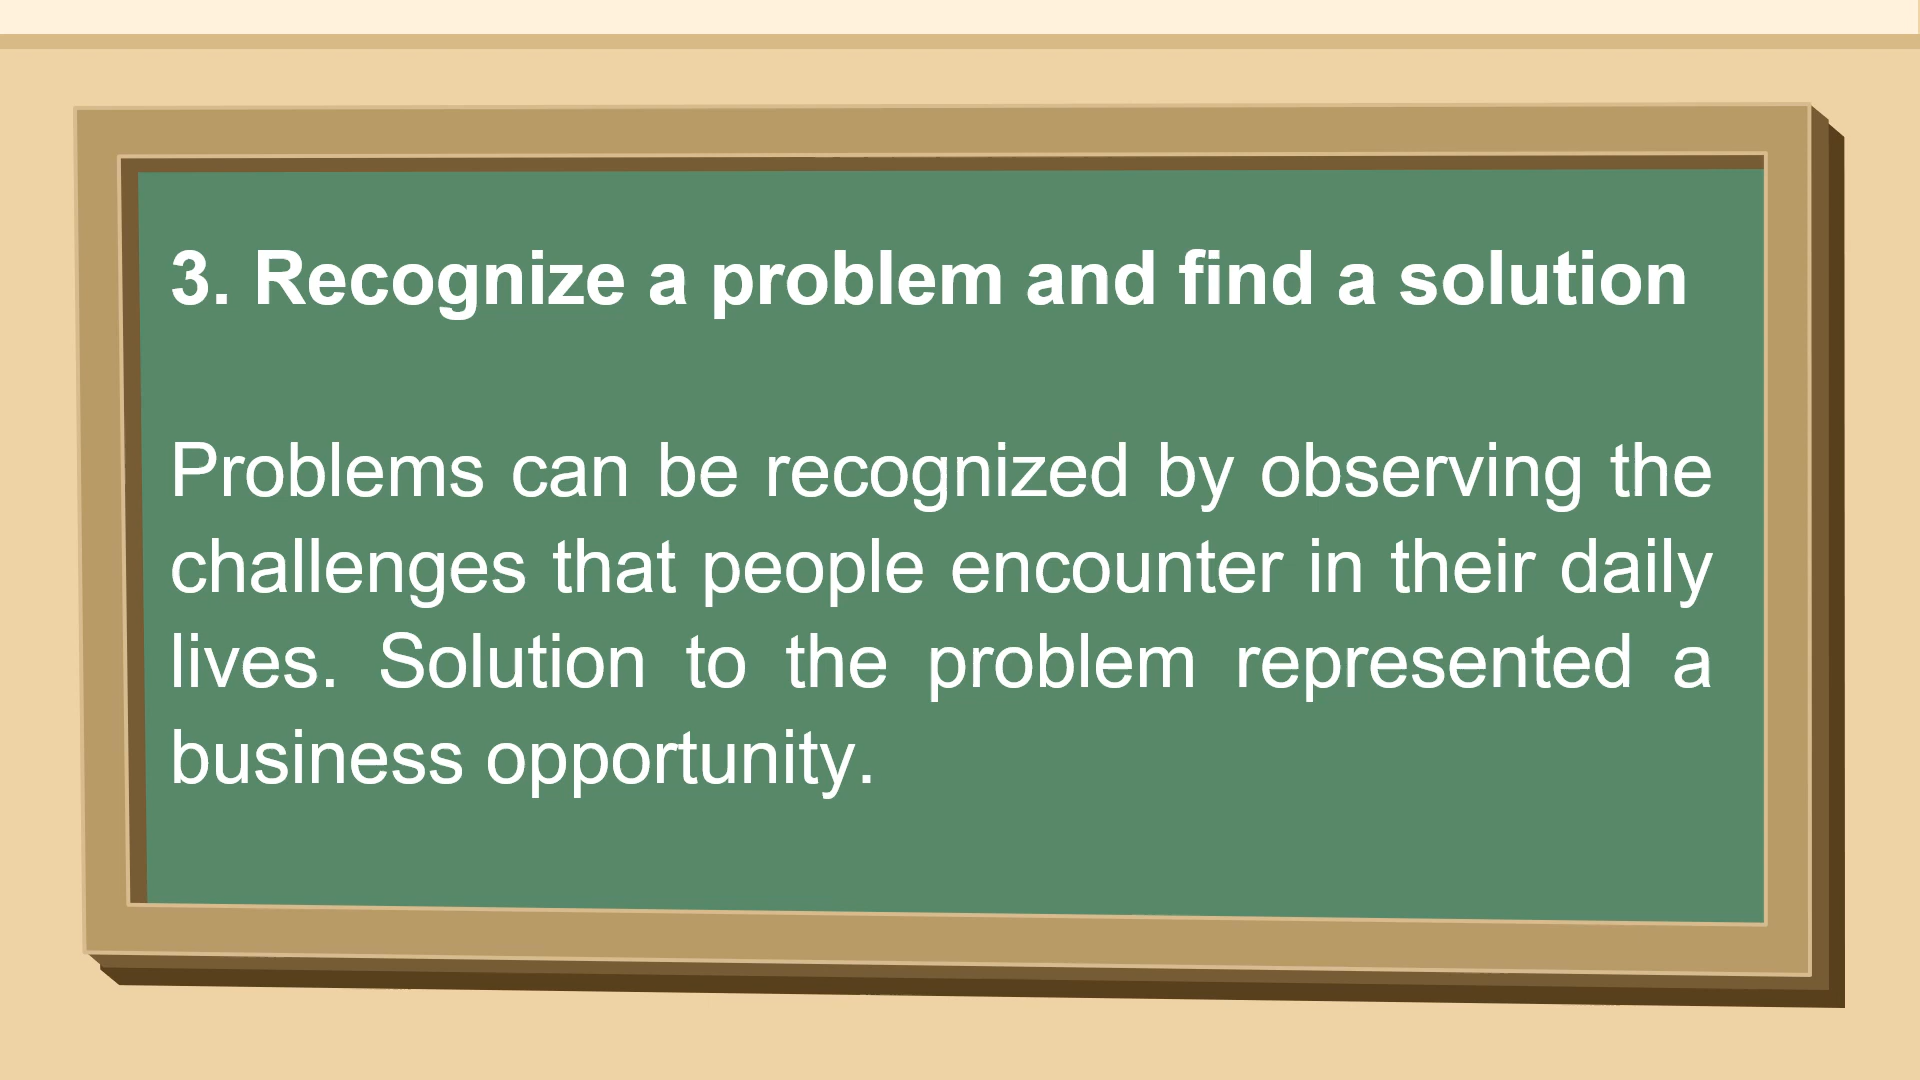 3. Recognize a problem and find a solution
Problems can be recognized by observing the
challenges that people encounter in their daily
lives. Solution to the problem represented a
business opportunity.